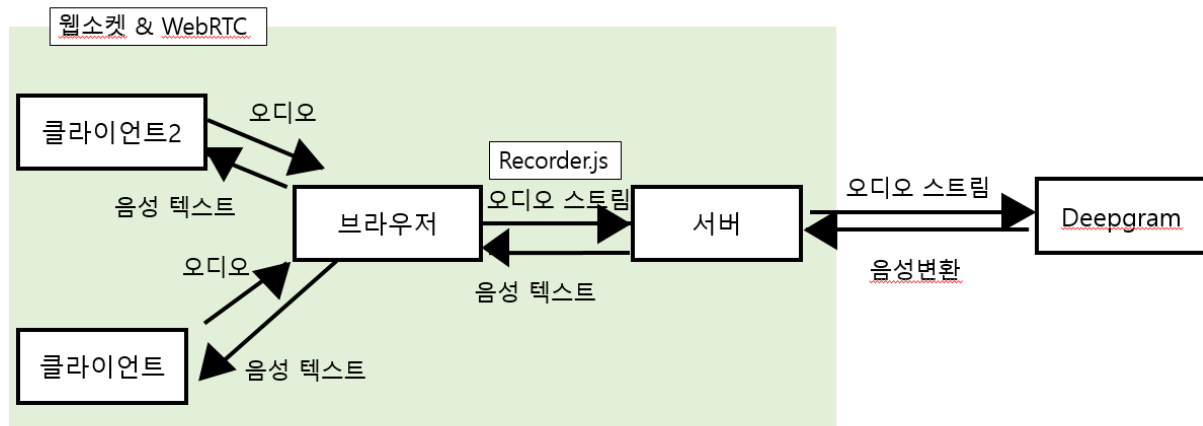 웹소켓 & WebRTC
클라이언트2
오디오
음성 텍스트
Recorder.js
오디오 스트림
브라우저
서버
오디오 스트림
Deepgram
음성 텍스트
음성변환
오디오
클라이언트
음성 텍스트